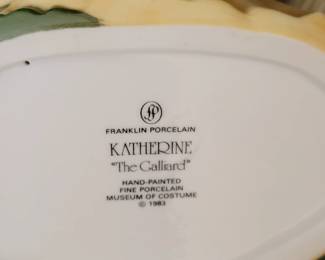 FP
FRANKLIN PORCELAIN
KATHERINE
"The Galliard"
HAND-PAINTED
FINE PORCELAIN
MUSEUM OF COSTUME
© 1983